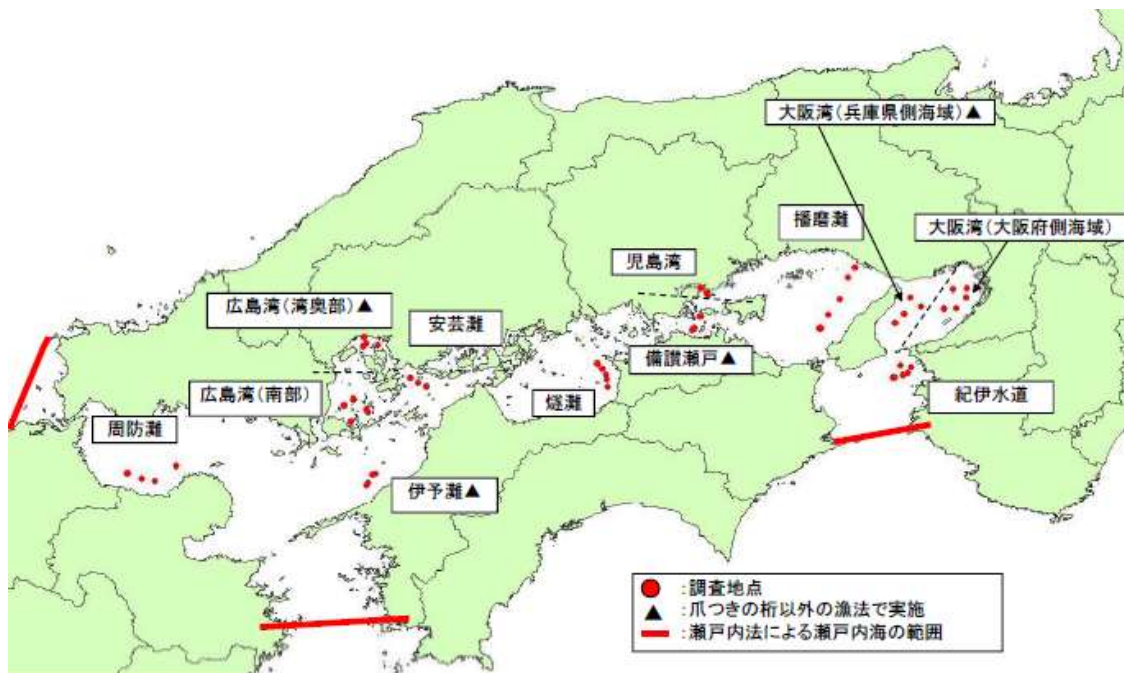 大阪湾(兵庫県側海域)▲
播磨灘
大阪湾(大阪府側海域)
児島湾
広島湾(湾奥部)▲
安芸灘
備讃瀬戸▲
広島湾(南部)
燧灘
紀伊水道
周防灘
伊予灘▲
:調査地点
▲ :爪つきの桁以外の漁法で実施
:瀬戸内法による瀬戸内海の範囲